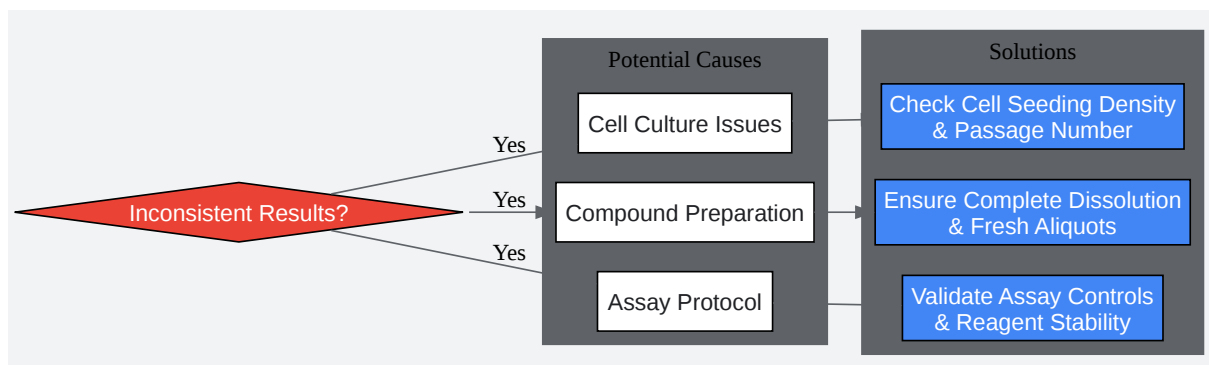 Inconsistent Results?
Yes
Yes
Yes
Potential Causes
Cell Culture Issues
Compound Preparation
Assay Protocol
Solutions
Check Cell Seeding Density
& Passage Number
Ensure Complete Dissolution
& Fresh Aliquots
Validate Assay Controls
& Reagent Stability